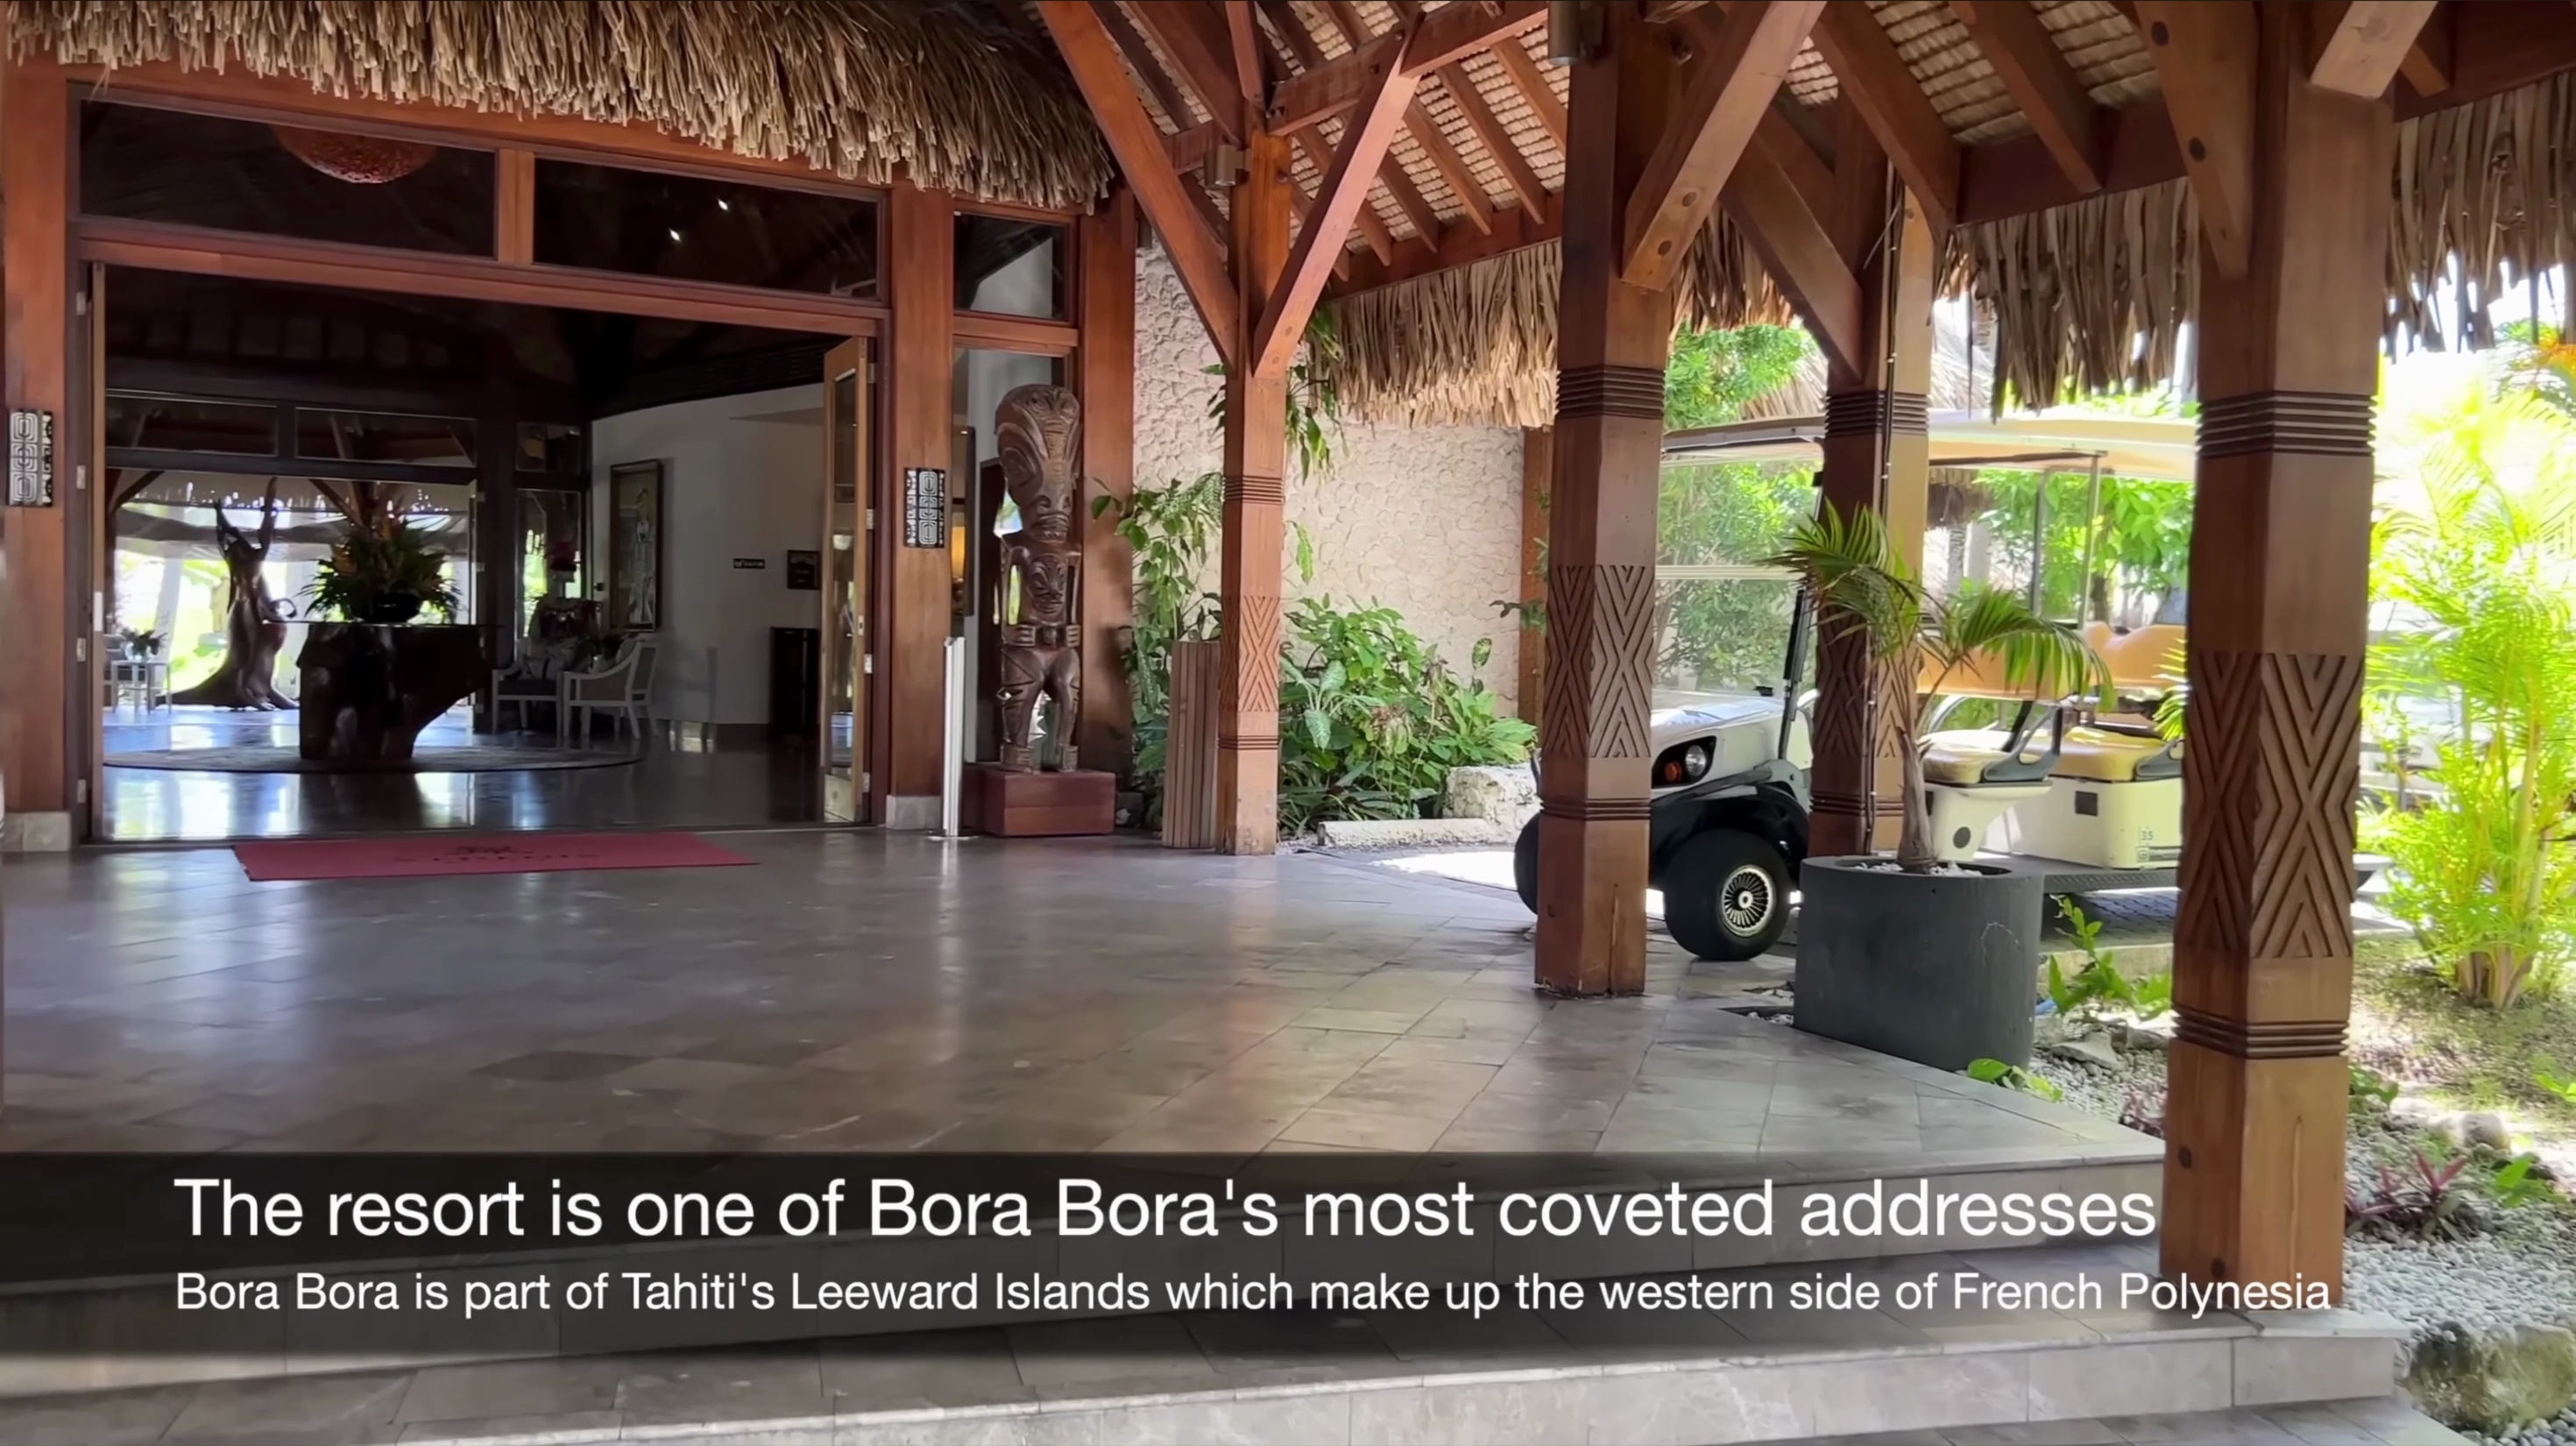 The resort is one of Bora Bora's most coveted addresses
Bora Bora is part of Tahiti's Leeward Islands which make up the western side of French Polynesia